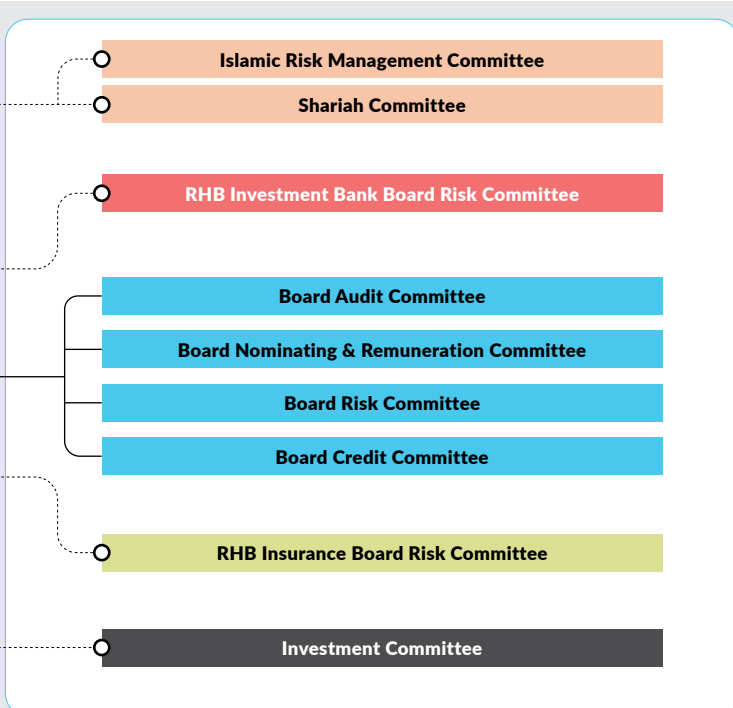 Islamic Risk Management Committee
Shariah Committee
RHB Investment Bank Board Risk Committee
Board Audit Committee
Board Nominating & Remuneration Committee
Board Risk Committee
Board Credit Committee
RHB Insurance Board Risk Committee
Investment Committee